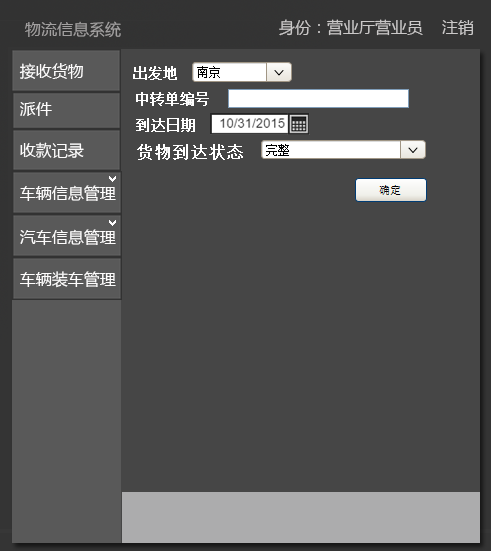 物流信息系统
身份：营业厅营业员 注销
接收货物
派件
收款记录
车辆信息管理
汽车信息管理
车辆装车管理
出发地 南京
中转单编号
到达日期 10/31/2015
货物到达状态 完整
确定